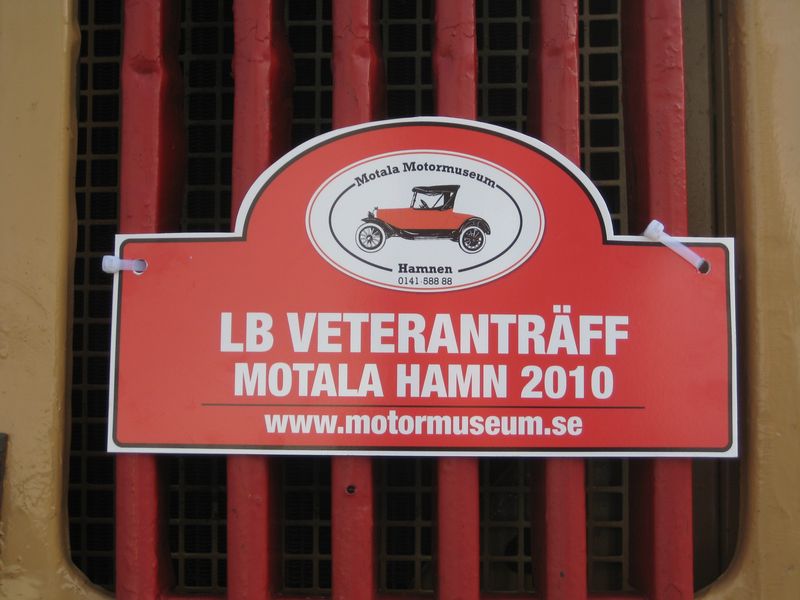 Motala Motormuseum
Hamnen
0141-588 88
LB VETERANTRÄFF
MOTALA HAMN 2010
www.motormuseum.se